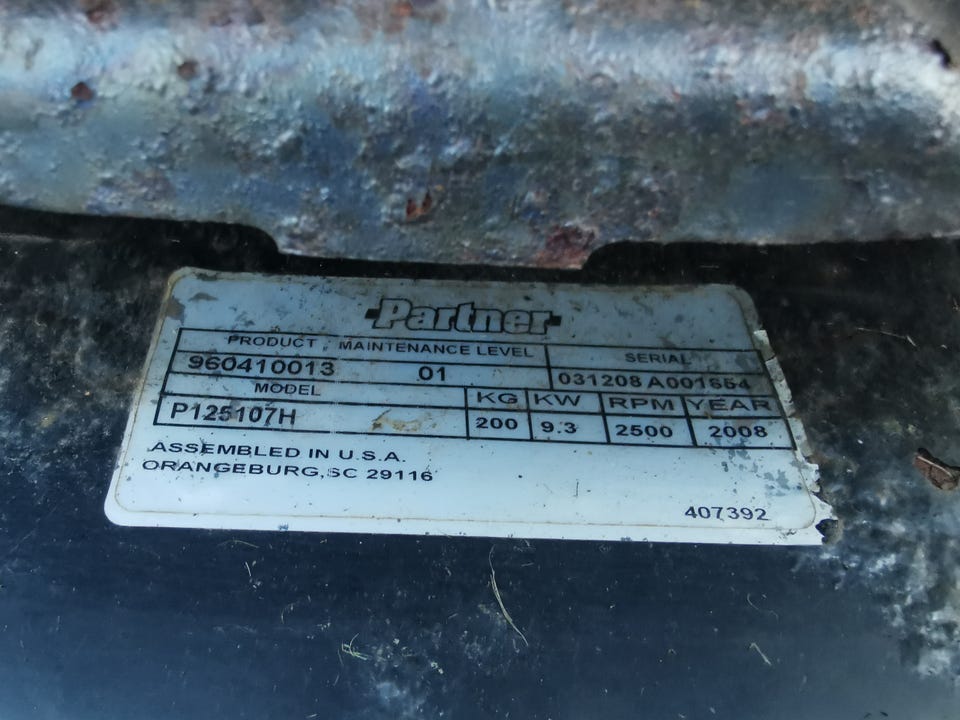 Partner
PRODUCT , MAINTENANCE LEVEL SERIAL
960410013 01 031208 A001654
MODEL KG KW RPM YEAR
P125107H 200 9.3 2500 2008
ASSEMBLED IN U.S.A.
ORANGEBURG,SC 29116
407392